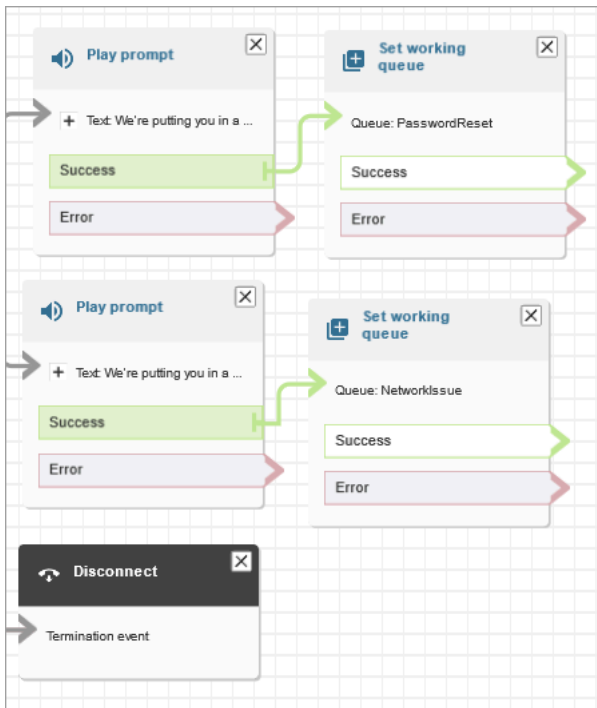 Play prompt
Text: We're putting you in a ...
Success
Error
Set working
queue
Queue: PasswordReset
Success
Error
Play prompt
Text: We're putting you in a ...
Success
Error
Set working
queue
Queue: NetworkIssue
Success
Error
Disconnect
Termination event